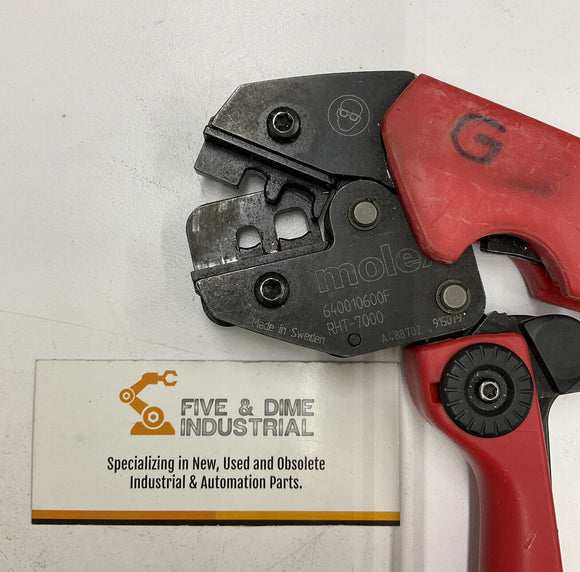 G
molex
640010600F
RHT-7000
Made in Sweden
A488702
915079
FIVE & DIME
INDUSTRIAL
Specializing in New, Used and Obsolete
Industrial & Automation Parts.